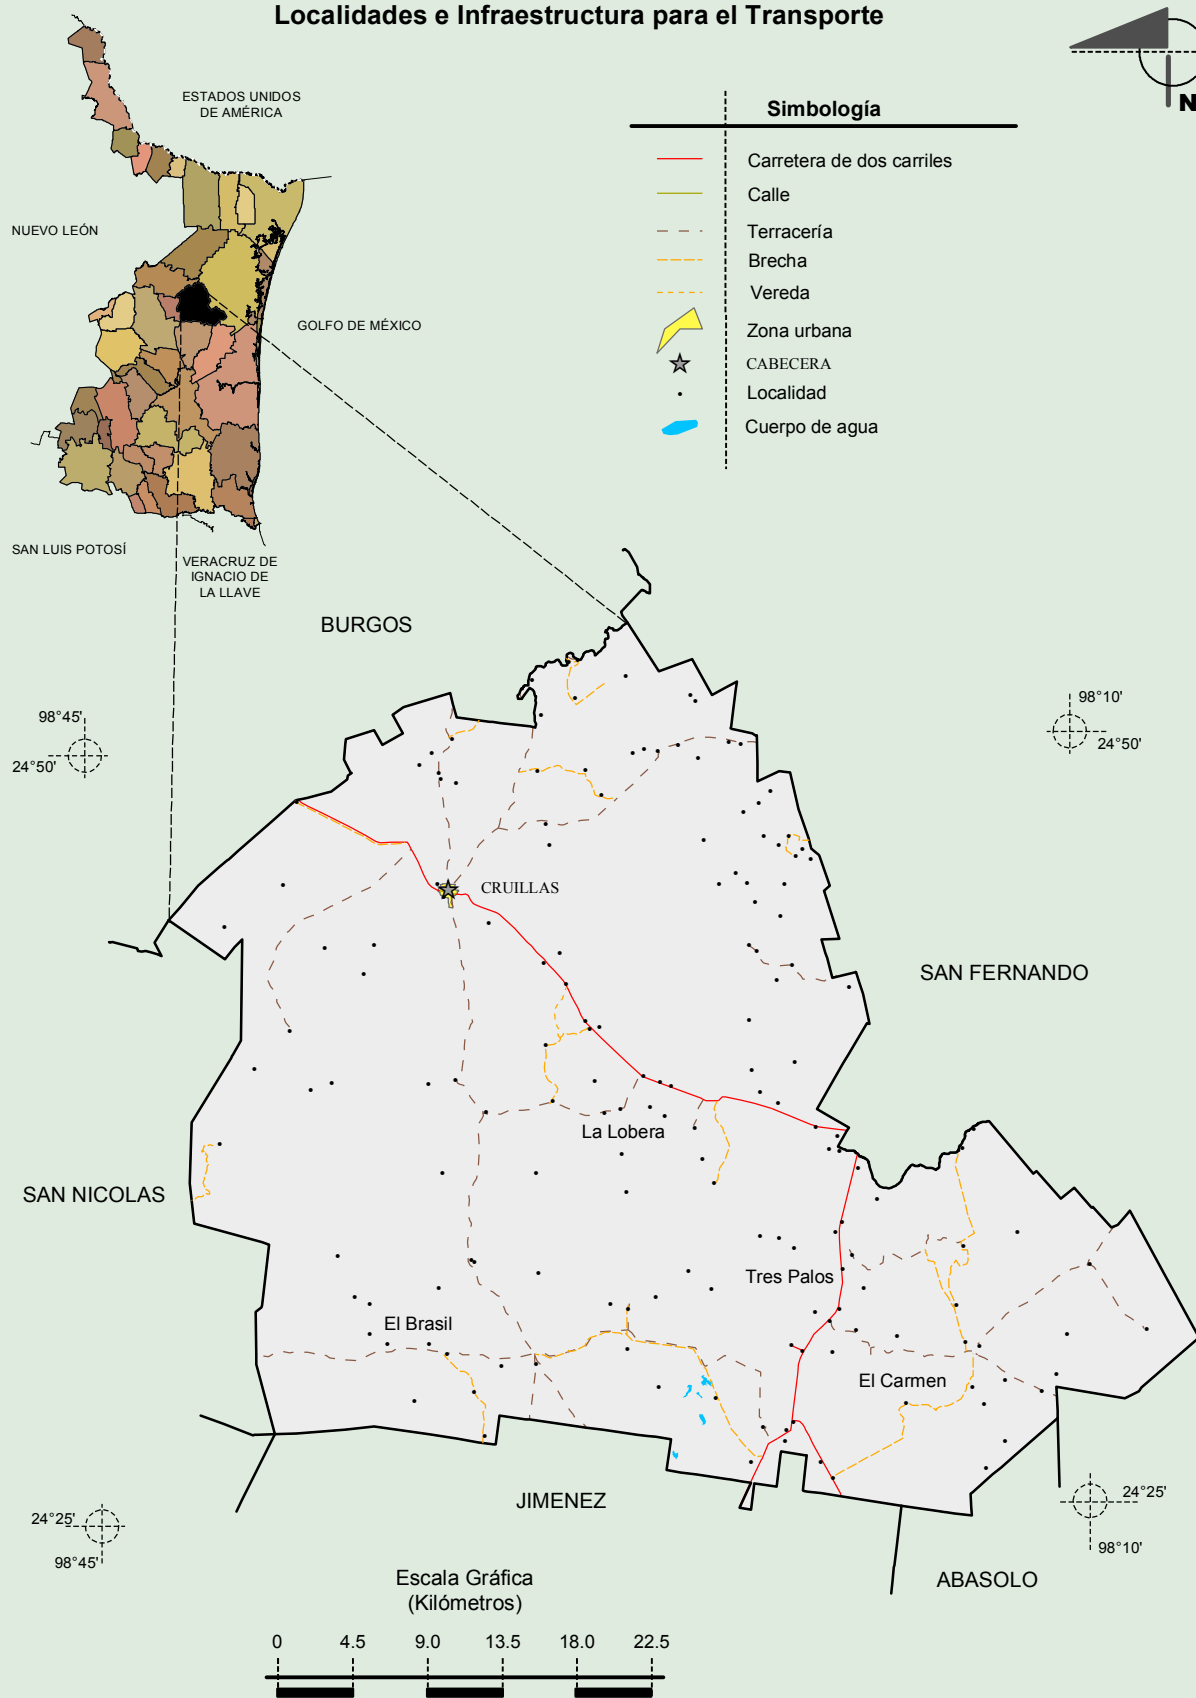 Localidades e Infraestructura para el Transporte
N
ESTADOS UNIDOS
DE AMÉRICA
NUEVO LEÓN
GOLFO DE MÉXICO
SAN LUIS POTOSÍ
VERACRUZ DE
IGNACIO DE
LA LLAVE
Simbología
Carretera de dos carriles
Calle
Terracería
Brecha
Vereda
Zona urbana
CABECERA
Localidad
Cuerpo de agua
BURGOS
98°45'
24°50'
98°10'
24°50'
CRUILLAS
SAN FERNANDO
La Lobera
SAN NICOLAS
Tres Palos
El Brasil
El Carmen
JIMENEZ
24°25'
98°45'
24°25'
98°10'
ABASOLO
Escala Gráfica
(Kilómetros)
0 4.5 9.0 13.5 18.0 22.5